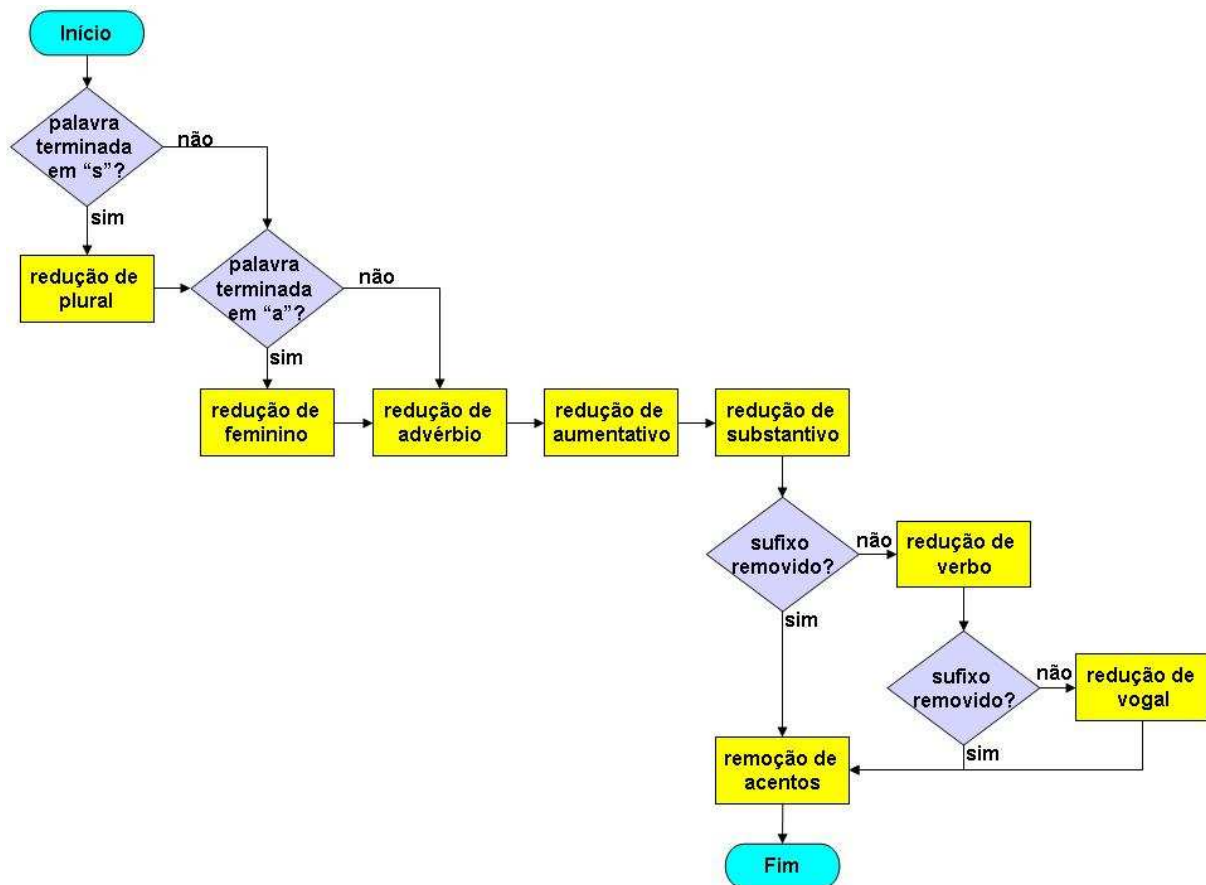 Início
palavra
terminada
em “s”?
não
sim
redução de
plural
palavra
terminada
em “a”?
não
sim
redução de
feminino
redução de
advérbio
redução de
aumentativo
redução de
substantivo
sufixo
removido?
não
sim
redução de
verbo
sufixo
removido?
não
sim
redução de
vogal
remoção de
acentos
Fim